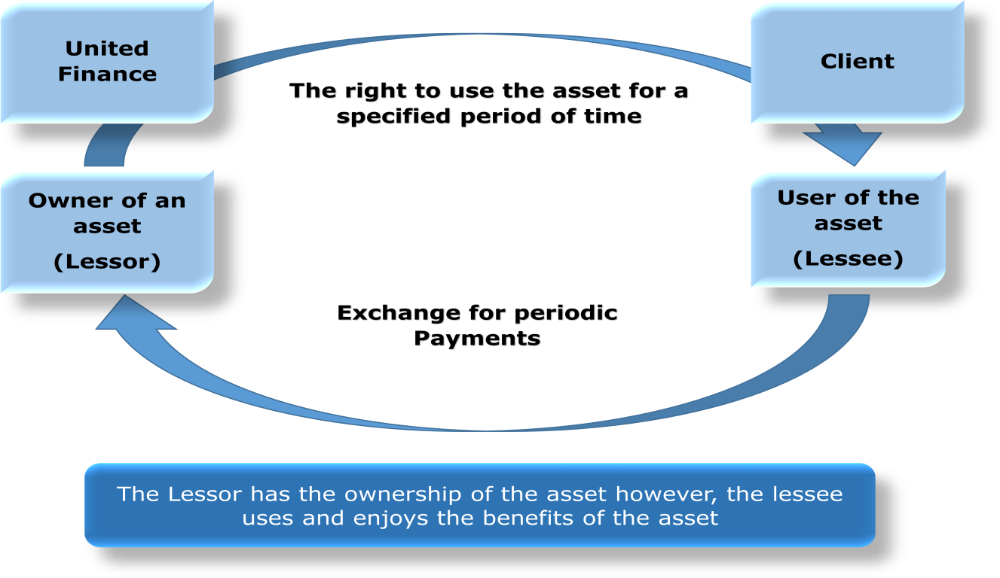 United
Finance
Client
The right to use the asset for a
specified period of time
Owner of an
asset
(Lessor)
User of the
asset
(Lessee)
Exchange for periodic
Payments
The Lessor has the ownership of the asset however, the lessee
uses and enjoys the benefits of the asset